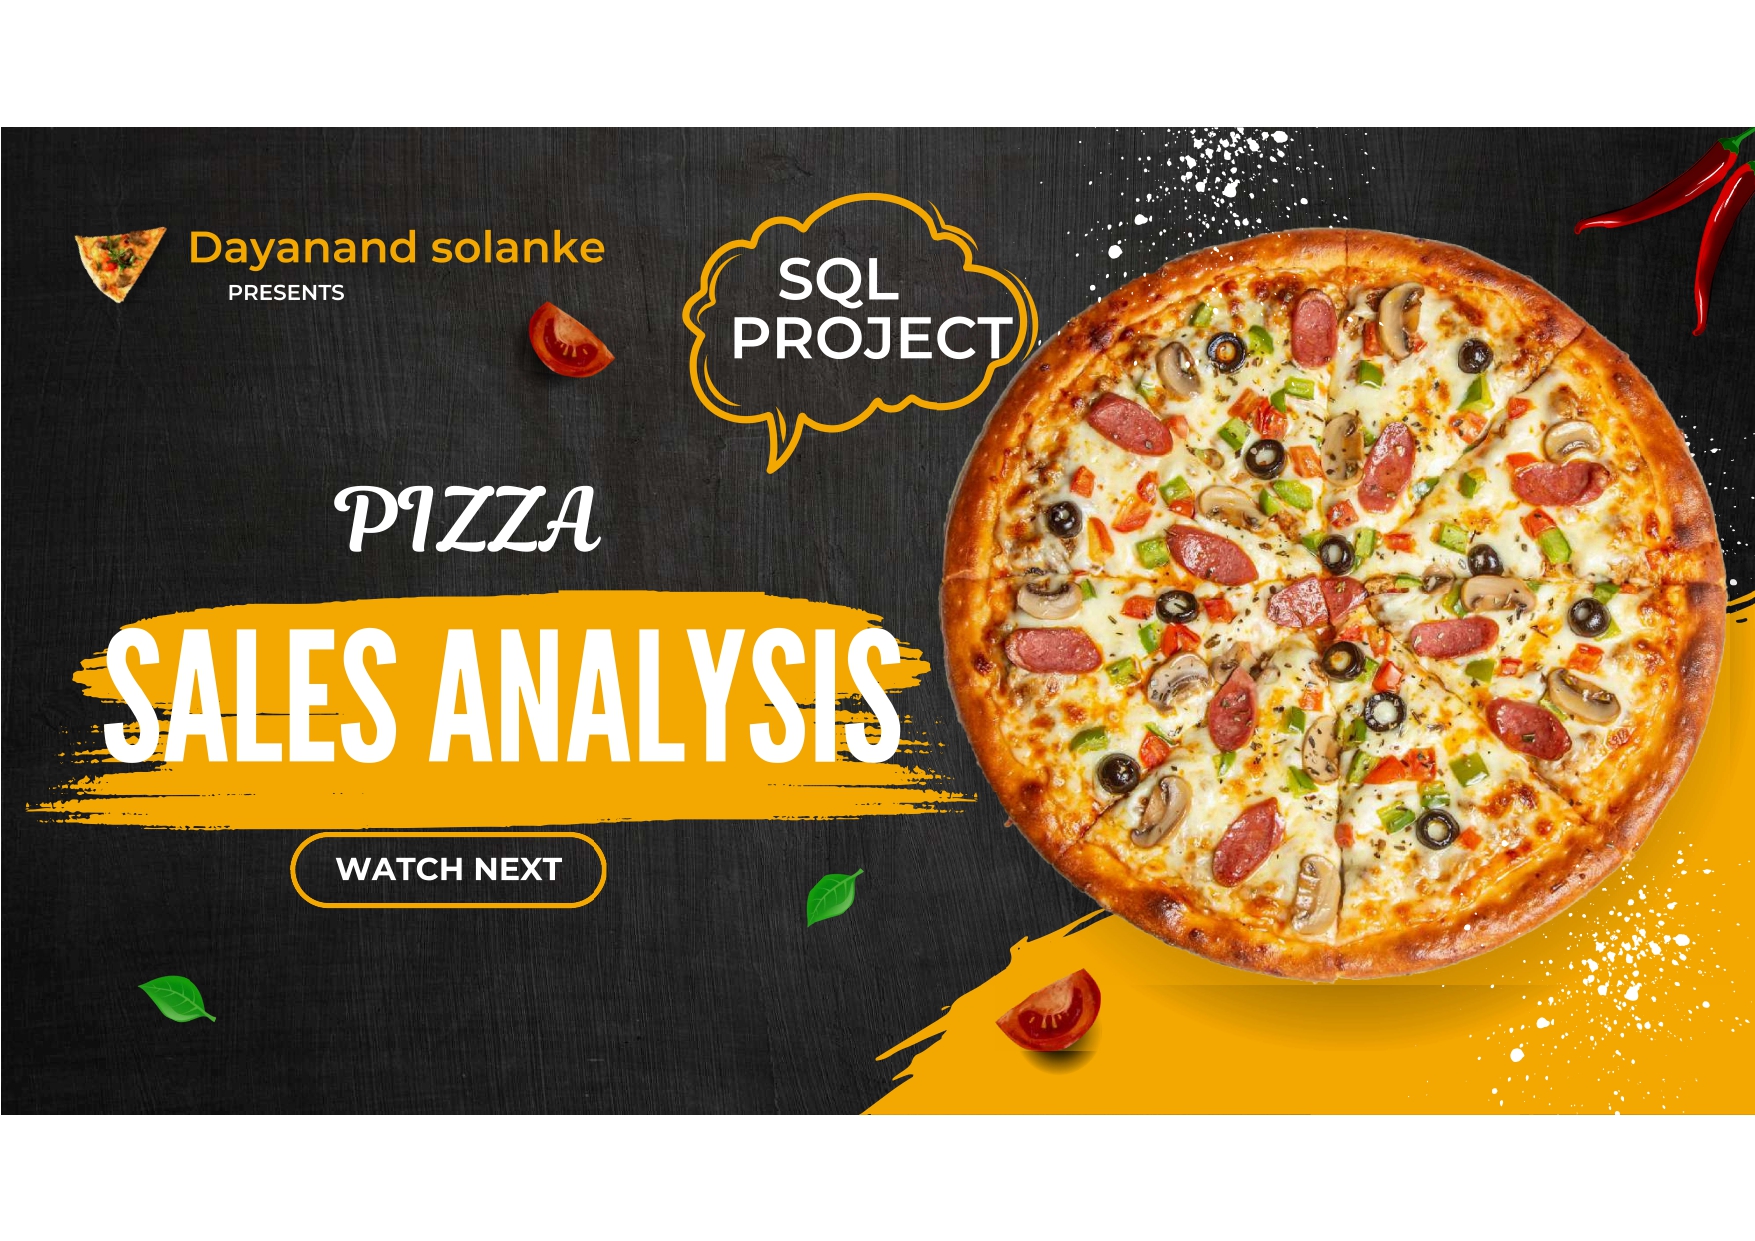 Dayanand solanke
PRESENTS
SQL
PROJECT
PIZZA
SALES ANALYSIS
WATCH NEXT